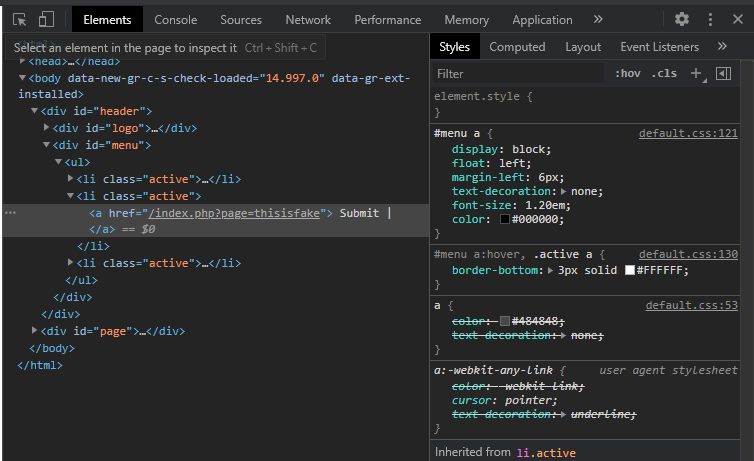 Elements Console Sources Network Performance Memory Application »
Select an element in the page to inspect it Ctrl + Shift + C
<head>…</head>
<body data-new-gr-c-s-check-loaded="14.997.0" data-gr-ext-
installed>
<div id="header">
<div id="logo">…</div>
<div id="menu">
<ul>
<li class="active">…</li>
<li class="active">
<a href="/index.php?page=thisisfake"> Submit |
</a> == $0
</li>
<li class="active">…</li>
</ul>
</div>
</div>
<div id="page">…</div>
</body>
</html>
Styles Computed Layout Event Listeners »
Filter :hov .cls +
element.style {
}
#menu a { default.css:121
display: block;
float: left;
margin-left: 6px;
text-decoration: none;
font-size: 1.20em;
color: #000000;
}
#menu a:hover, .active a { default.css:130
border-bottom: 3px solid #FFFFFF;
}
a { default.css:53
color: #484848;
text-decoration: none;
}
a:-webkit-any-link { user agent stylesheet
color: -webkit-link;
cursor: pointer;
text-decoration: underline;
}
Inherited from li.active